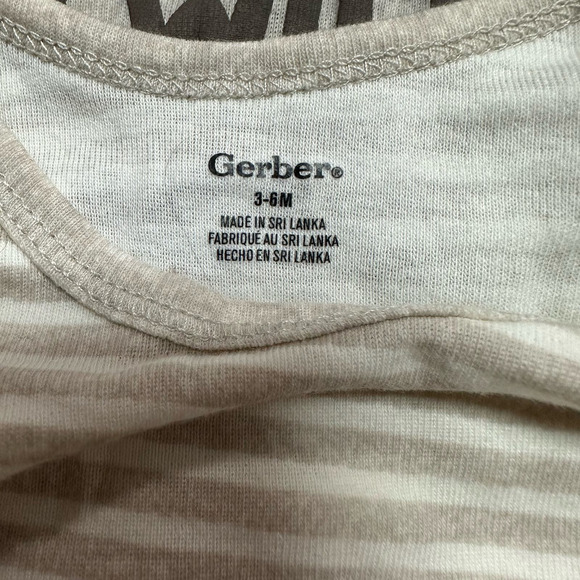 Gerber®
3-6M
MADE IN SRI LANKA
FABRIQUÉ AU SRI LANKA
HECHO EN SRI LANKA